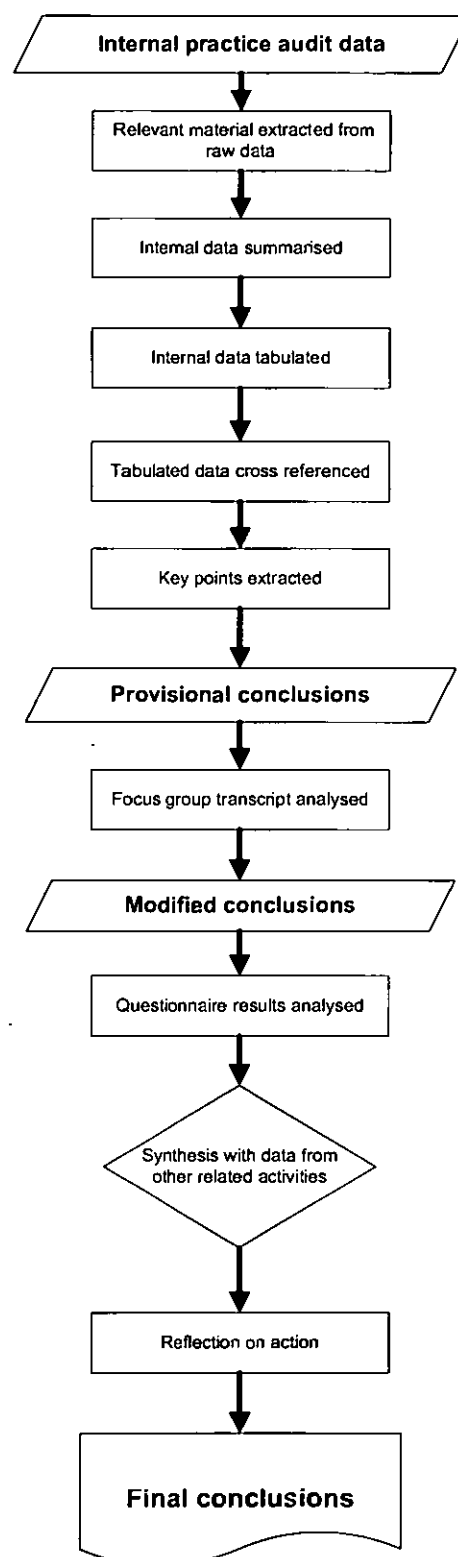 Internal practice audit data
Relevant material extracted from
raw data
Internal data summarised
Internal data tabulated
Tabulated data cross referenced
Key points extracted
Provisional conclusions
Focus group transcript analysed
Modified conclusions
Questionnaire results analysed
Synthesis with data from
other related activities
Reflection on action
Final conclusions